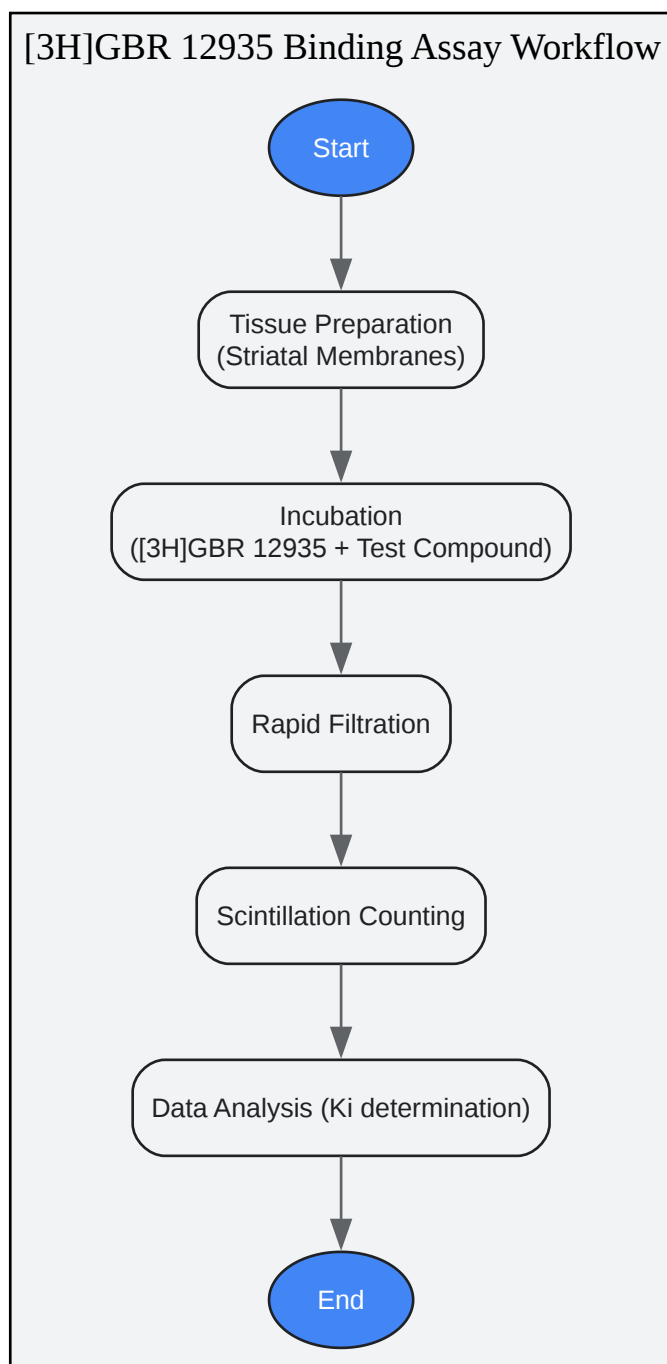 [3H]GBR 12935 Binding Assay Workflow
Start
Tissue Preparation
(Striatal Membranes)
Incubation
([3H]GBR 12935 + Test Compound)
Rapid Filtration
Scintillation Counting
Data Analysis (Ki determination)
End